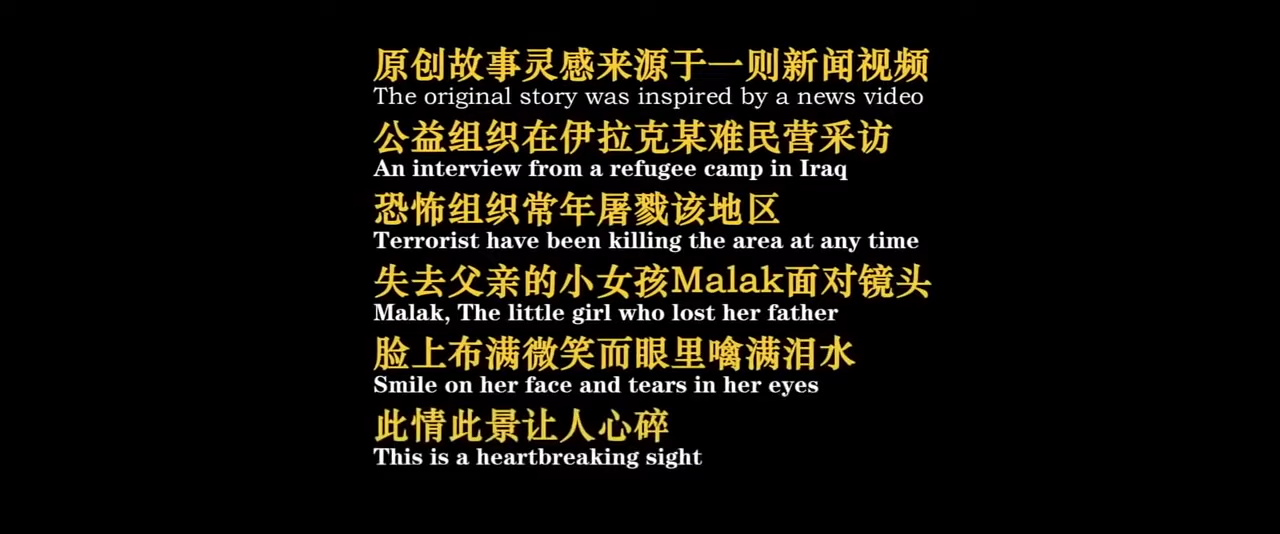 原创故事灵感来源于一则新闻视频
The original story was inspired by a news video
公益组织在伊拉克某难民营采访
An interview from a refugee camp in Iraq
恐怖组织常年屠戮该地区
Terrorist have been killing the area at any time
失去父亲的小女孩Malak面对镜头
Malak, The little girl who lost her father
脸上布满微笑而眼里噙满泪水
Smile on her face and tears in her eyes
此情此景让人心碎
This is a heartbreaking sight